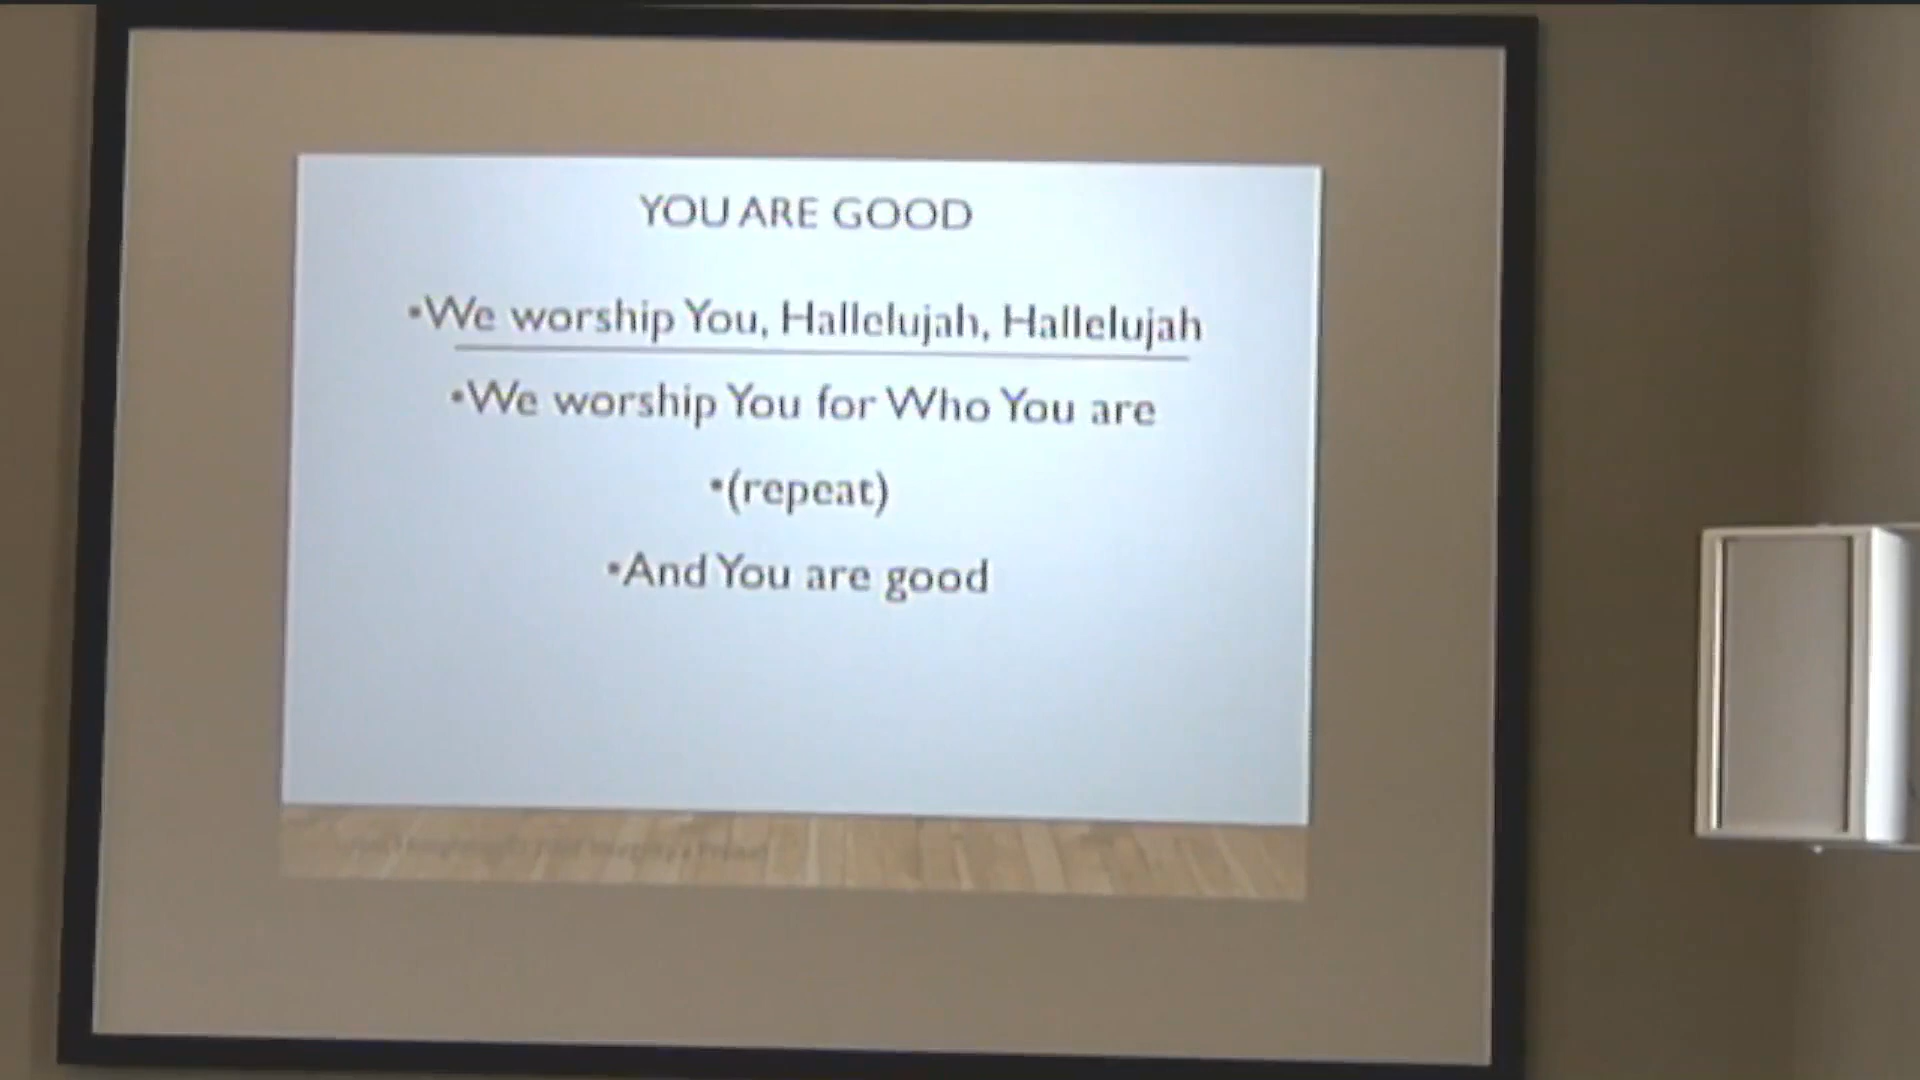 YOU ARE GOOD
•We worship You, Hallelujah, Hallelujah
•We worship You for Who You are
•(repeat)
•And You are good